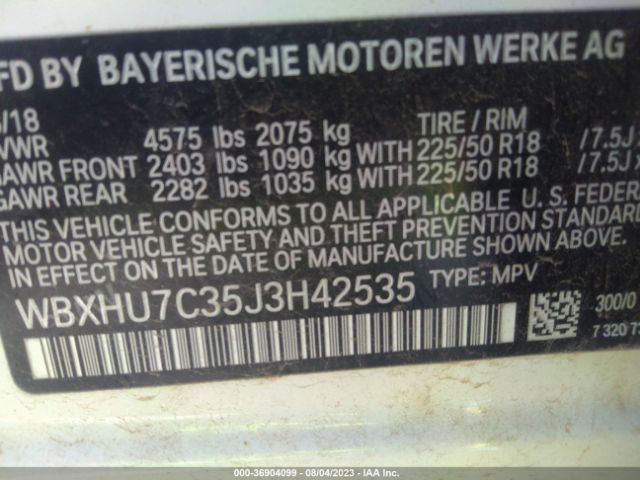 FD BY BAYERISCHE MOTOREN WERKE AG
/18
VWR 4575 lbs 2075 kg TIRE / RIM
AWR FRONT 2403 lbs 1090 kg WITH 225/50 R18 /7.5J
GAWR REAR 2282 lbs 1035 kg WITH 225/50 R18 /7.5J
THIS VEHICLE CONFORMS TO ALL APPLICABLE U. S. FEDER
MOTOR VEHICLE SAFETY AND THEFT PREVENTION STANDAR
IN EFFECT ON THE DATE OF MANUFACTURE SHOWN ABOVE.
WBXHU7C35J3H42535 TYPE: MPV
300/0
7 320 7
000-36904099 - 08/04/2023 - IAA Inc.